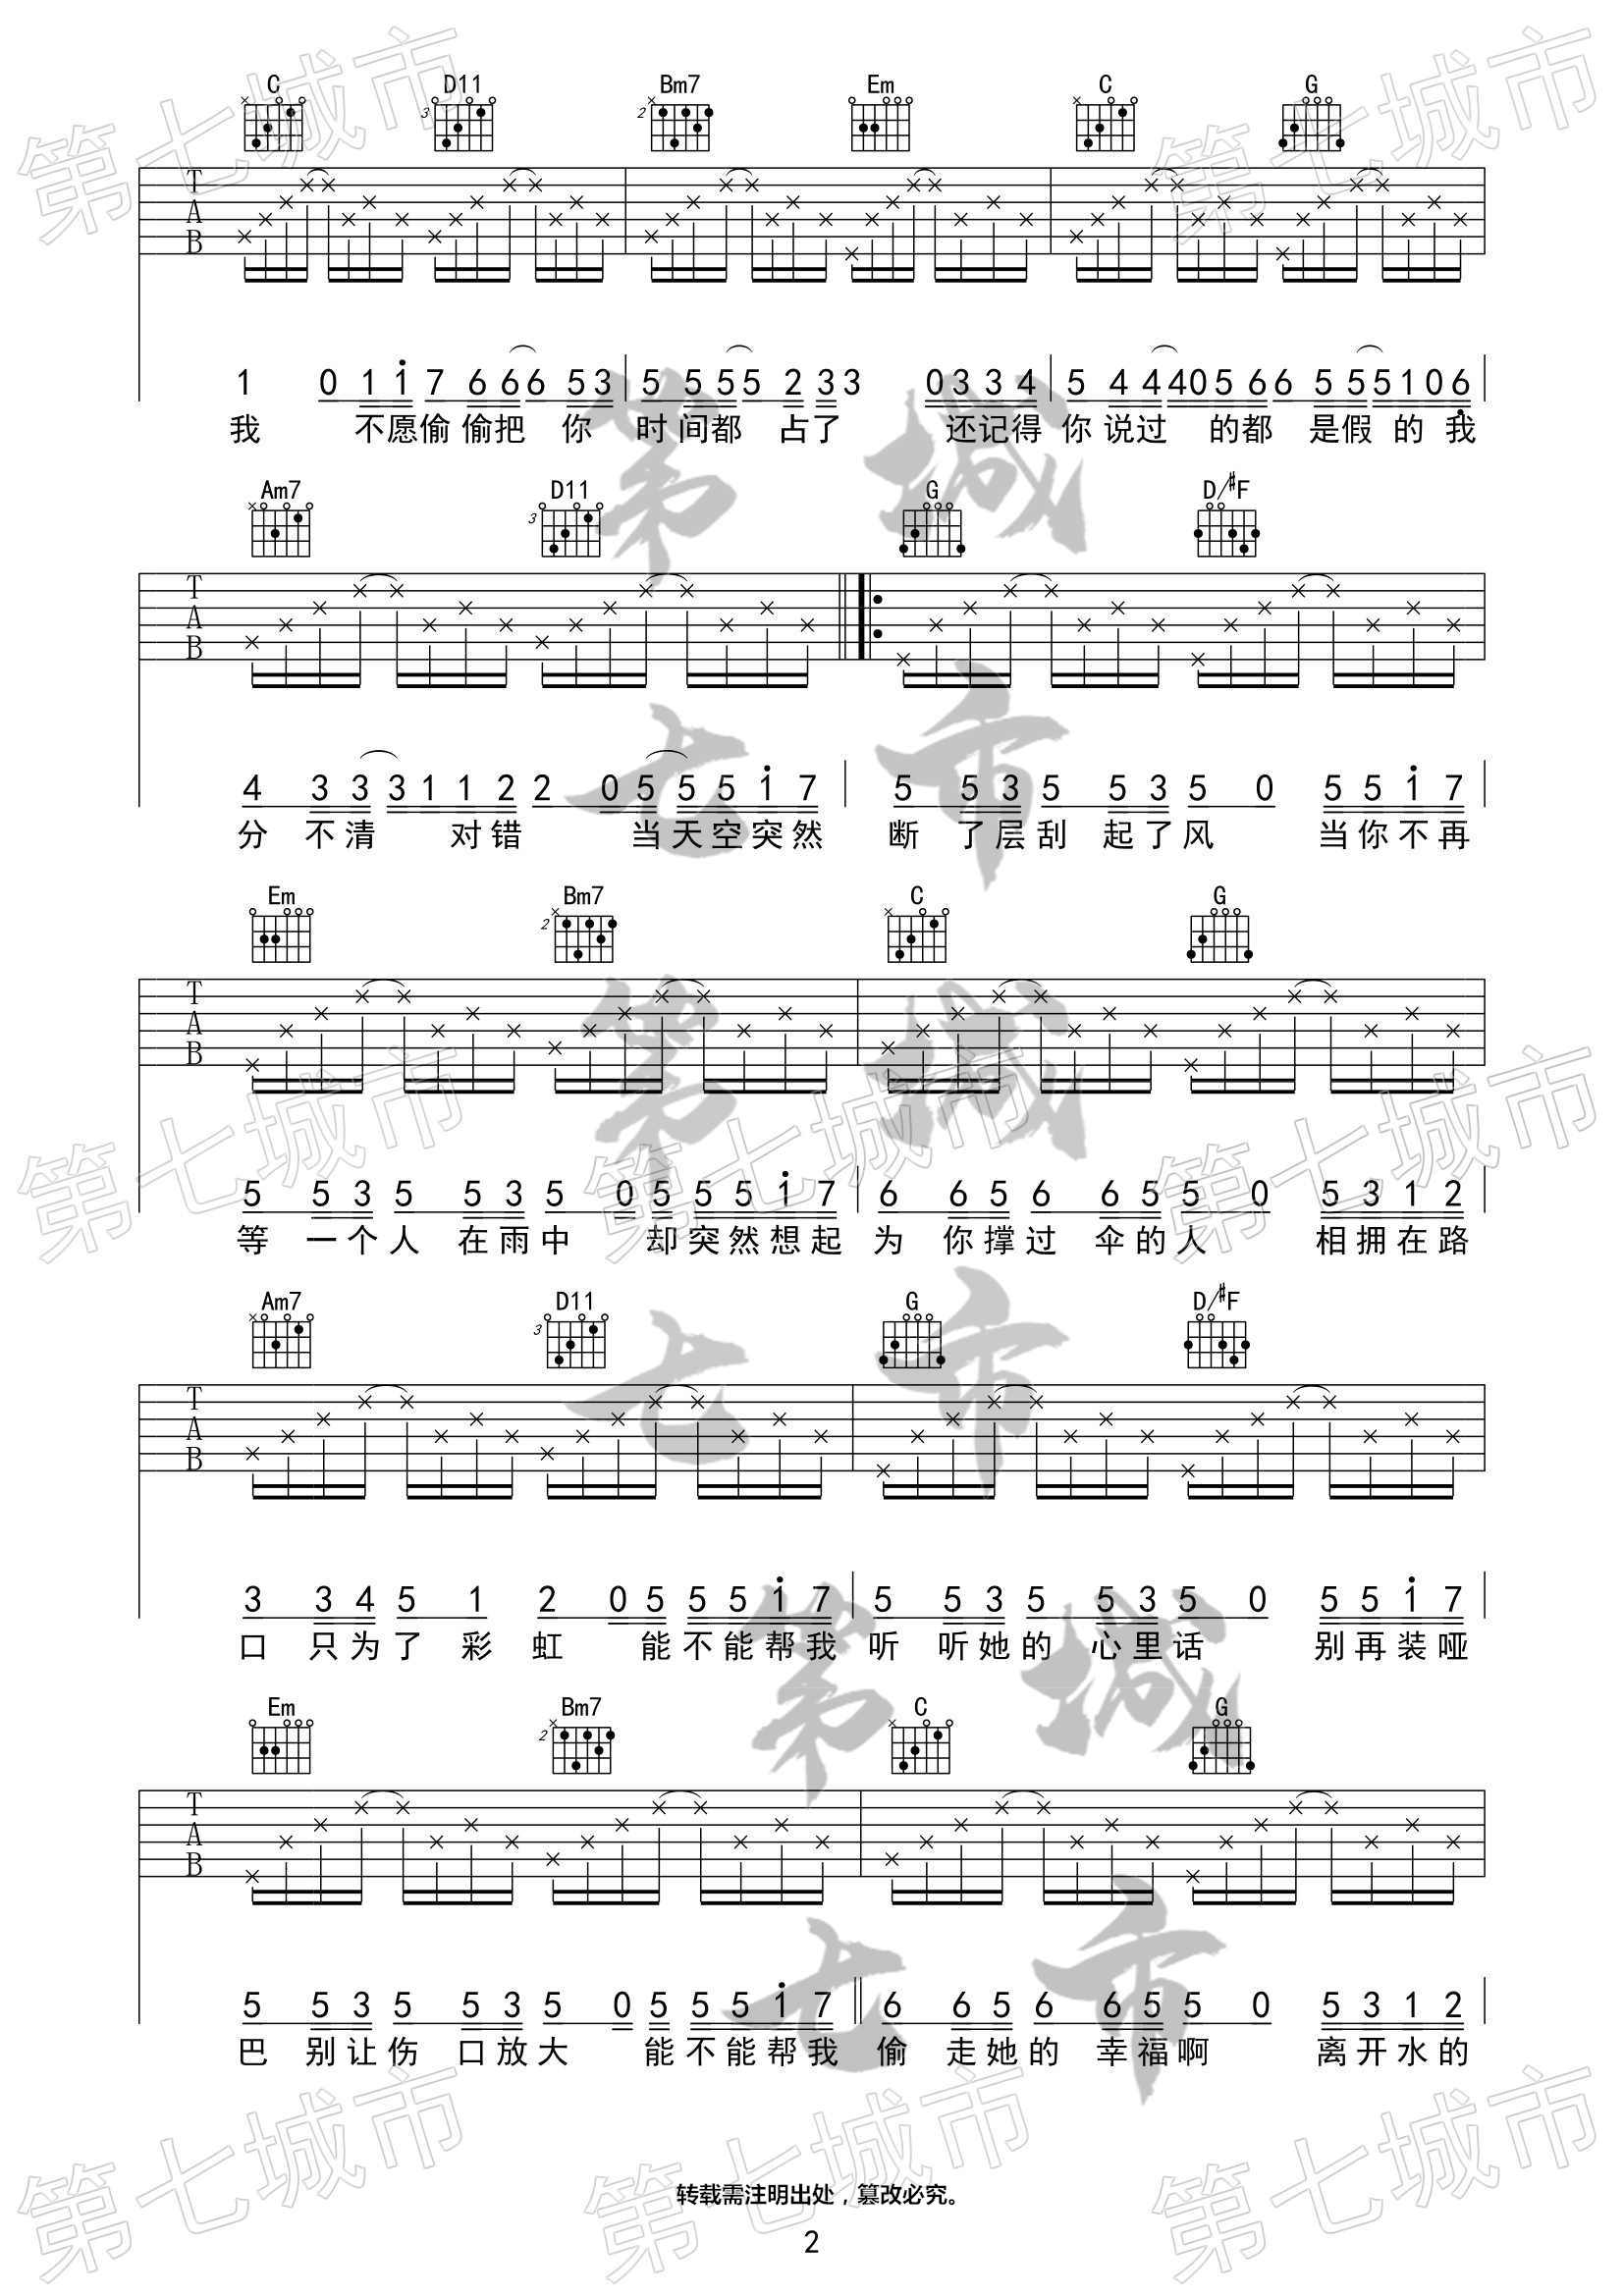 C D11 Bm7 Em C G
3 2
T
A
B
1 0 1 1 7 6 6 6 5 3 5 5 5 5 2 3 3 0 3 3 4 5 4 4 4 0 5 6 6 5 5 5 1 0 6
我 不愿偷 偷把 你 时间都 占了 还记得 你说过 的都 是假 的 我
Am7 D11 G D/#F
3
T
A
B
4 3 3 3 1 1 2 2 0 5 5 5 1 7 5 5 3 5 5 3 5 0 5 5 1 7
分 不清 对错 当天空突然 断 了层刮 起了风 当你不再
Em Bm7 C G
2
T
A
B
5 5 3 5 5 3 5 0 5 5 5 1 7 6 6 5 6 6 5 5 0 5 3 1 2
等 一个人 在雨中 却突然想起 为 你撑过 伞的人 相拥在路
Am7 D11 G D/#F
3
T
A
B
3 3 4 5 1 2 0 5 5 5 1 7 5 5 3 5 5 3 5 0 5 5 1 7
口 只为了 彩 虹 能不能帮我 听 听她的 心里话 别再装哑
Em Bm7 C G
2
T
A
B
5 5 3 5 5 3 5 0 5 5 5 1 7 6 6 5 6 6 5 5 0 5 3 1 2
巴 别让伤 口放大 能不能帮我 偷 走她的 幸福啊 离开水的
第七城市
转载需注明出处，篡改必究。
2